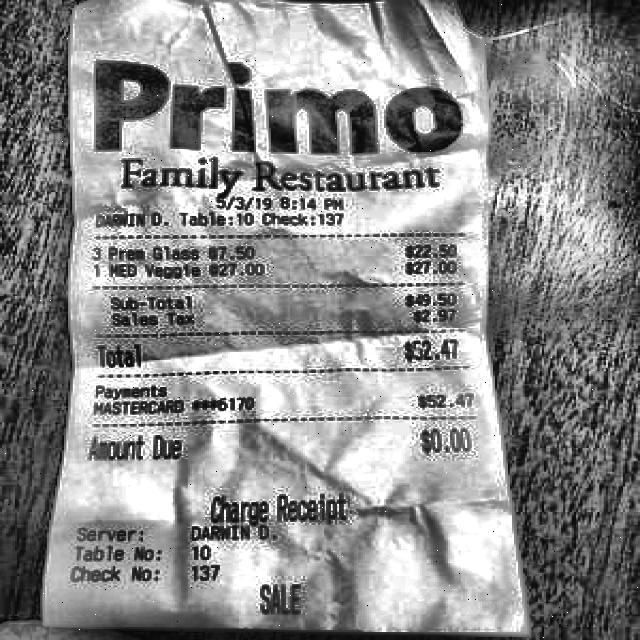 Primo
Family Restaurant
5/3/19 8:14 PM
DARWIN D. Table:10 Check:137
3 Prem Glass @7.50 $22.50
1 MED Veggie @27.00 $27.00
Sub-Total $49.50
Sales Tax $2.97
Total $52.47
Payments
MASTERCARD ***6170 $52.47
Amount Due $0.00
Charge Receipt
Server: DARWIN D.
Table No: 10
Check No: 137
SALE